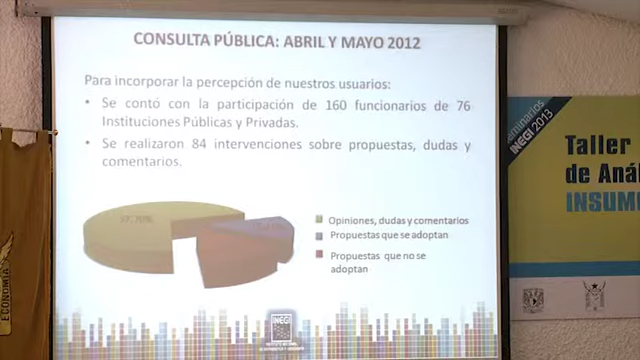 CONSULTA PÚBLICA: ABRIL Y MAYO 2012
Para incorporar la percepción de nuestros usuarios:
• Se contó con la participación de 160 funcionarios de 76
Instituciones Públicas y Privadas.
• Se realizaron 84 intervenciones sobre propuestas, dudas y
comentarios.
Opiniones, dudas y comentarios
Propuestas que se adoptan
Propuestas que no se
adoptan
INEGI
Seminarios
INEGI 2013
Taller
de Aná
INSUM
ECONOMÍA